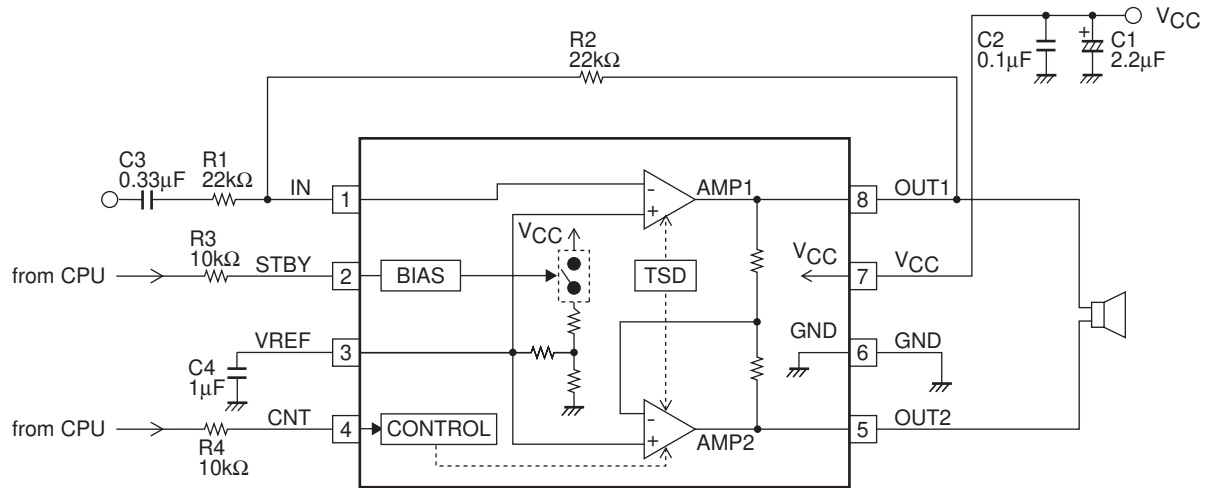 VCC
R2
22kΩ
C2
0.1μF
+
C1
2.2μF
C3
0.33μF
R1
22kΩ
IN
1
-
+
AMP1
8
OUT1
from CPU
R3
10kΩ
STBY
2
BIAS
VCC
TSD
VCC
7
VCC
VREF
3
C4
1μF
GND
6
GND
from CPU
R4
10kΩ
CNT
4
CONTROL
-
+
AMP2
5
OUT2